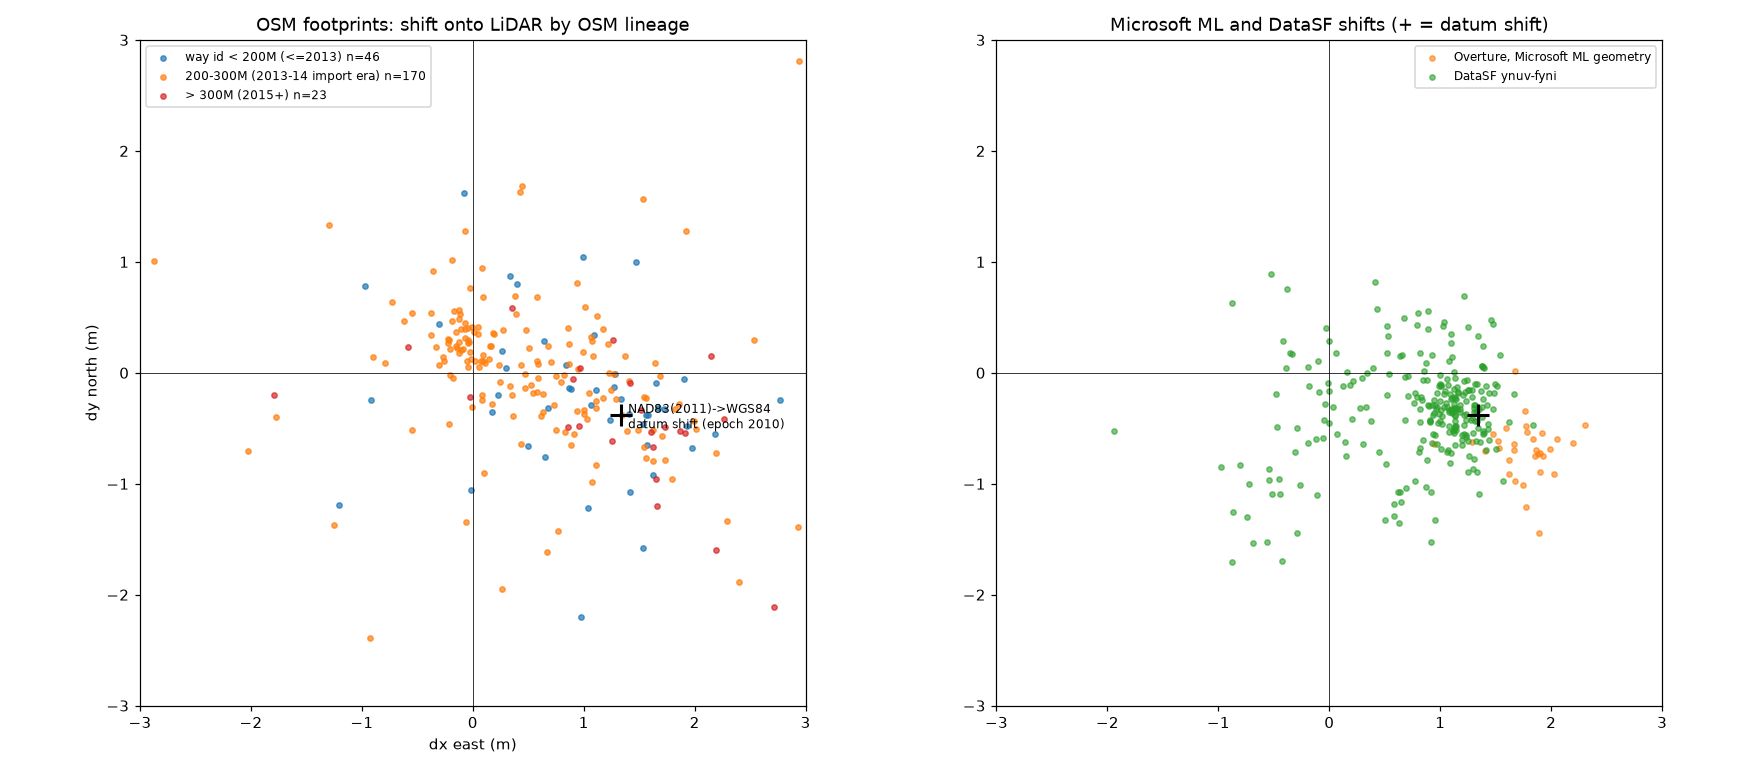 OSM footprints: shift onto LiDAR by OSM lineage
3
2
1
0
−1
−2
−3
−3
−2
−1
0
1
2
3
dy north (m)
dx east (m)
way id < 200M (<=2013) n=46
200-300M (2013-14 import era) n=170
> 300M (2015+) n=23
NAD83(2011)->WGS84
datum shift (epoch 2010)
Microsoft ML and DataSF shifts (+ = datum shift)
3
2
1
0
−1
−2
−3
−3
−2
−1
0
1
2
3
Overture, Microsoft ML geometry
DataSF ynuv-fyni